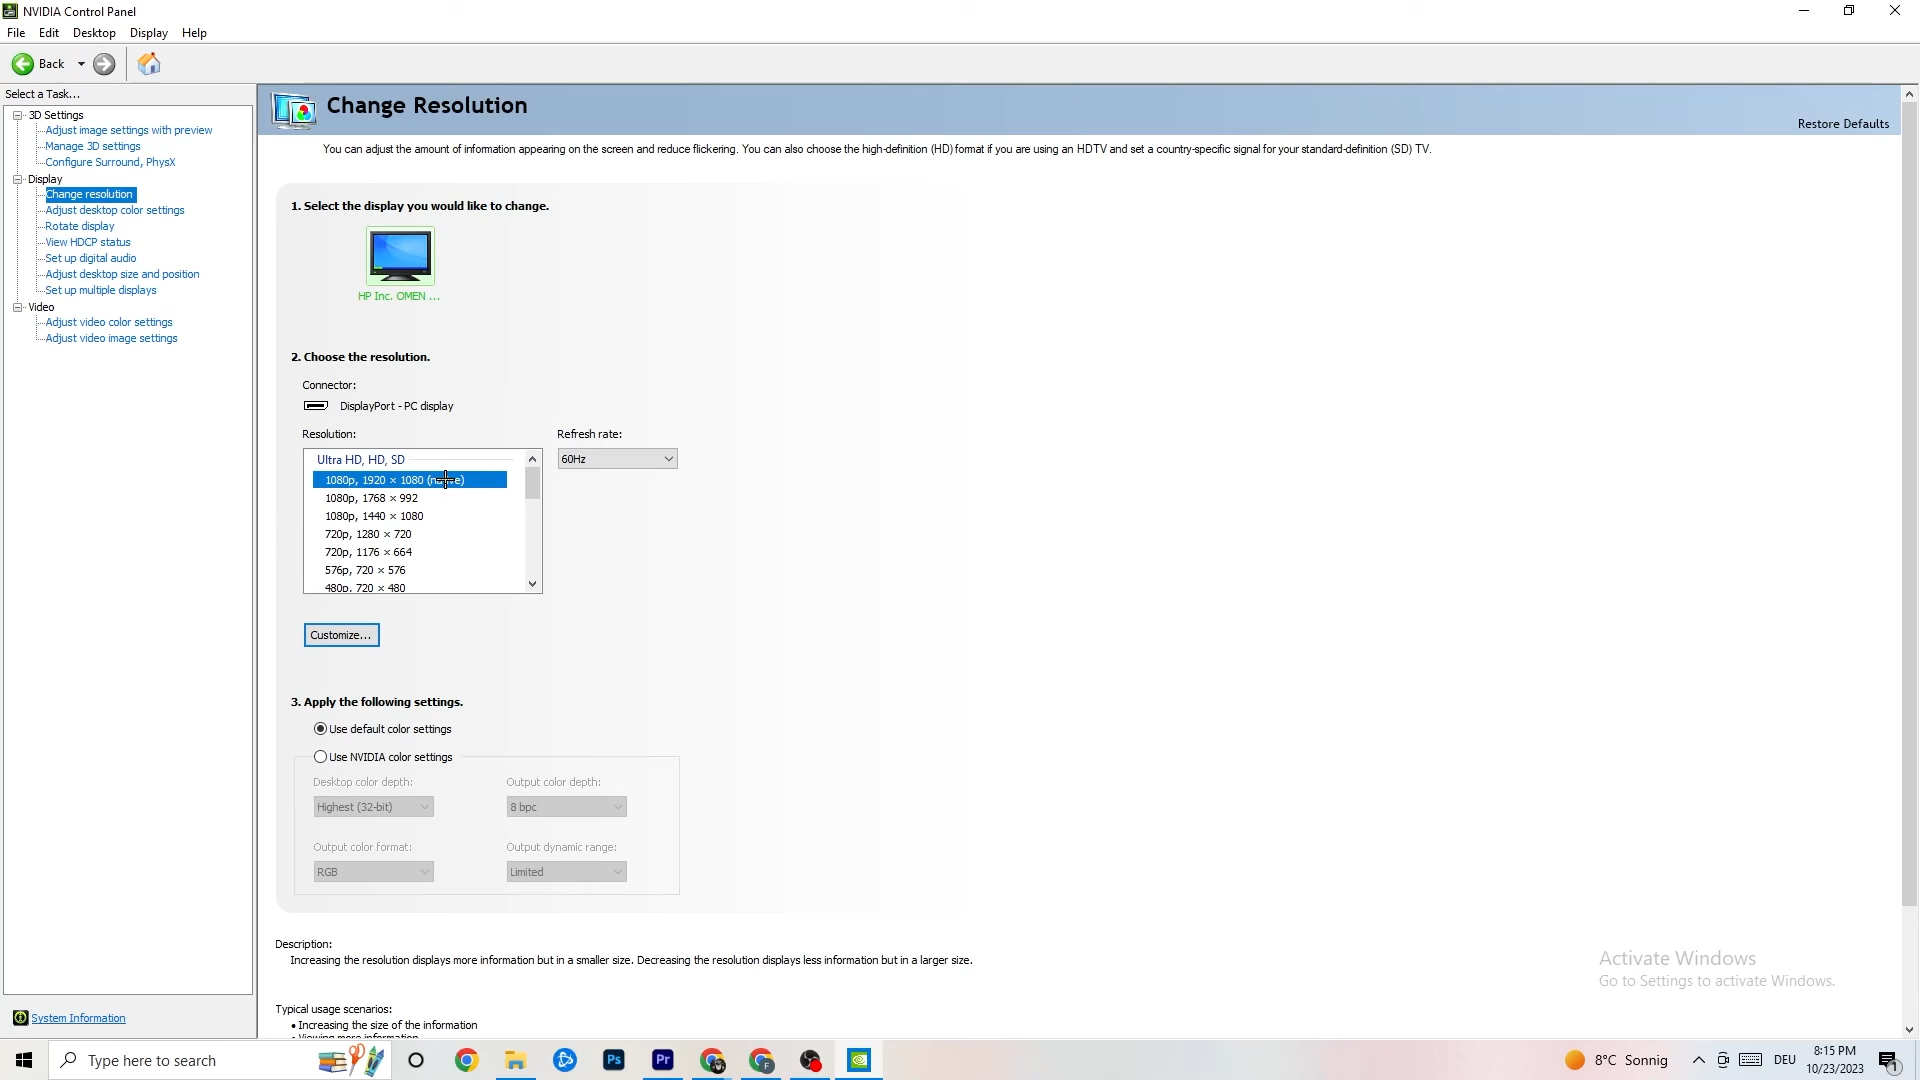 NVIDIA Control Panel
File Edit Desktop Display Help
Back
Select a Task...
3D Settings
Adjust image settings with preview
Manage 3D settings
Configure Surround, PhysX
Display
Change resolution
Adjust desktop color settings
Rotate display
View HDCP status
Set up digital audio
Adjust desktop size and position
Set up multiple displays
Video
Adjust video color settings
Adjust video image settings
System Information
Change Resolution
Restore Defaults
You can adjust the amount of information appearing on the screen and reduce flickering. You can also choose the high-definition (HD) format if you are using an HDTV and set a country-specific signal for your standard-definition (SD) TV.
1. Select the display you would like to change.
HP Inc. OMEN ...
2. Choose the resolution.
Connector:
DisplayPort - PC display
Resolution:
Refresh rate:
Ultra HD, HD, SD
60Hz
1080p, 1920 × 1080
1080p, 1768 × 992
1080p, 1440 × 1080
720p, 1280 × 720
720p, 1176 × 664
576p, 720 × 576
480p, 720 × 480
Customize...
3. Apply the following settings.
Use default color settings
Use NVIDIA color settings
Desktop color depth:
Output color depth:
Highest (32-bit)
8 bpc
Output color format:
Output dynamic range:
RGB
Limited
Description:
Increasing the resolution displays more information but in a smaller size. Decreasing the resolution displays less information but in a larger size.
Typical usage scenarios:
• Increasing the size of the information
• Viewing more information
Activate Windows
Go to Settings to activate Windows.
Type here to search
Ps
Pr
F
8°C Sonnig
DEU
8:15 PM
10/23/2023
1